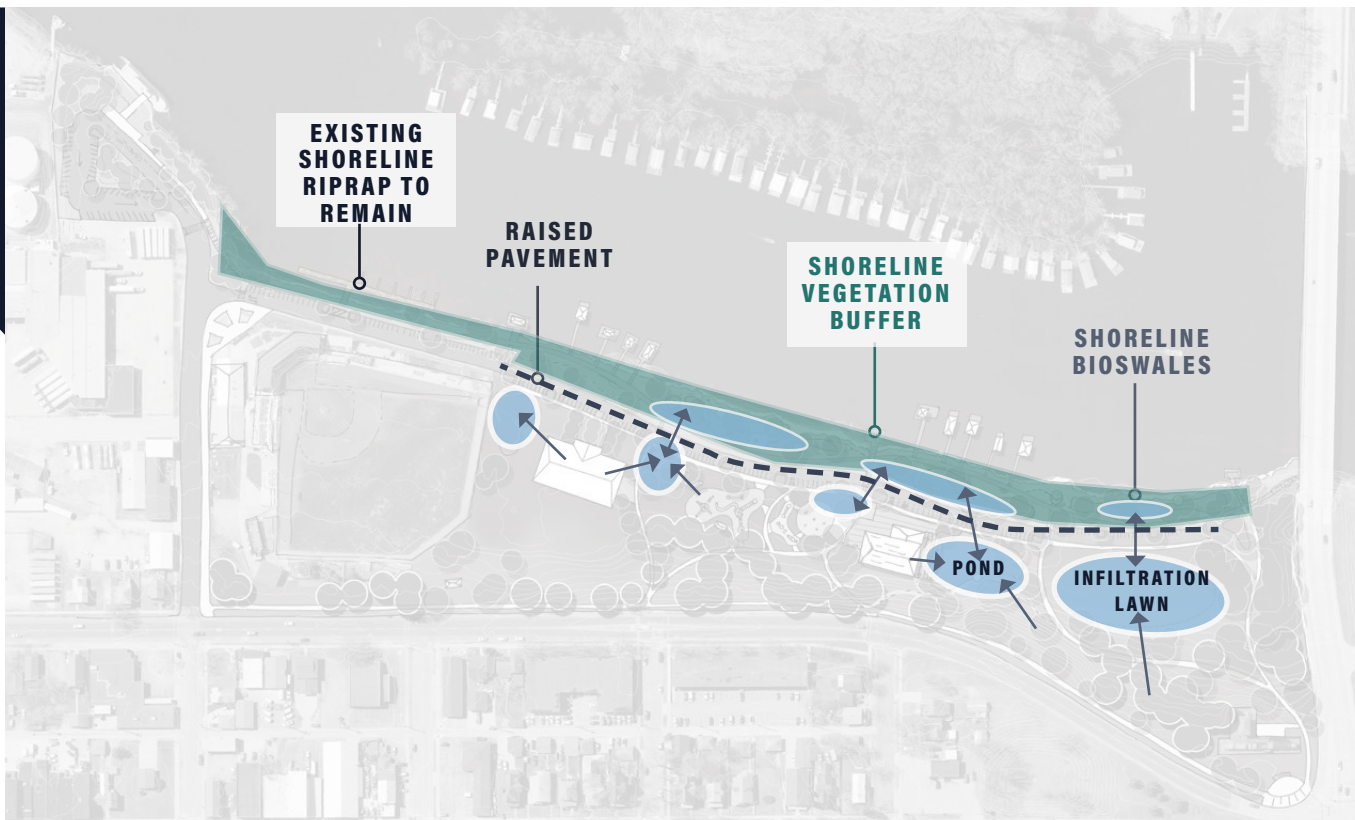 EXISTING
SHORELINE
RIPRAP TO
REMAIN
RAISED
PAVEMENT
SHORELINE
VEGETATION
BUFFER
SHORELINE
BIOSWALES
POND
INFILTRATION
LAWN